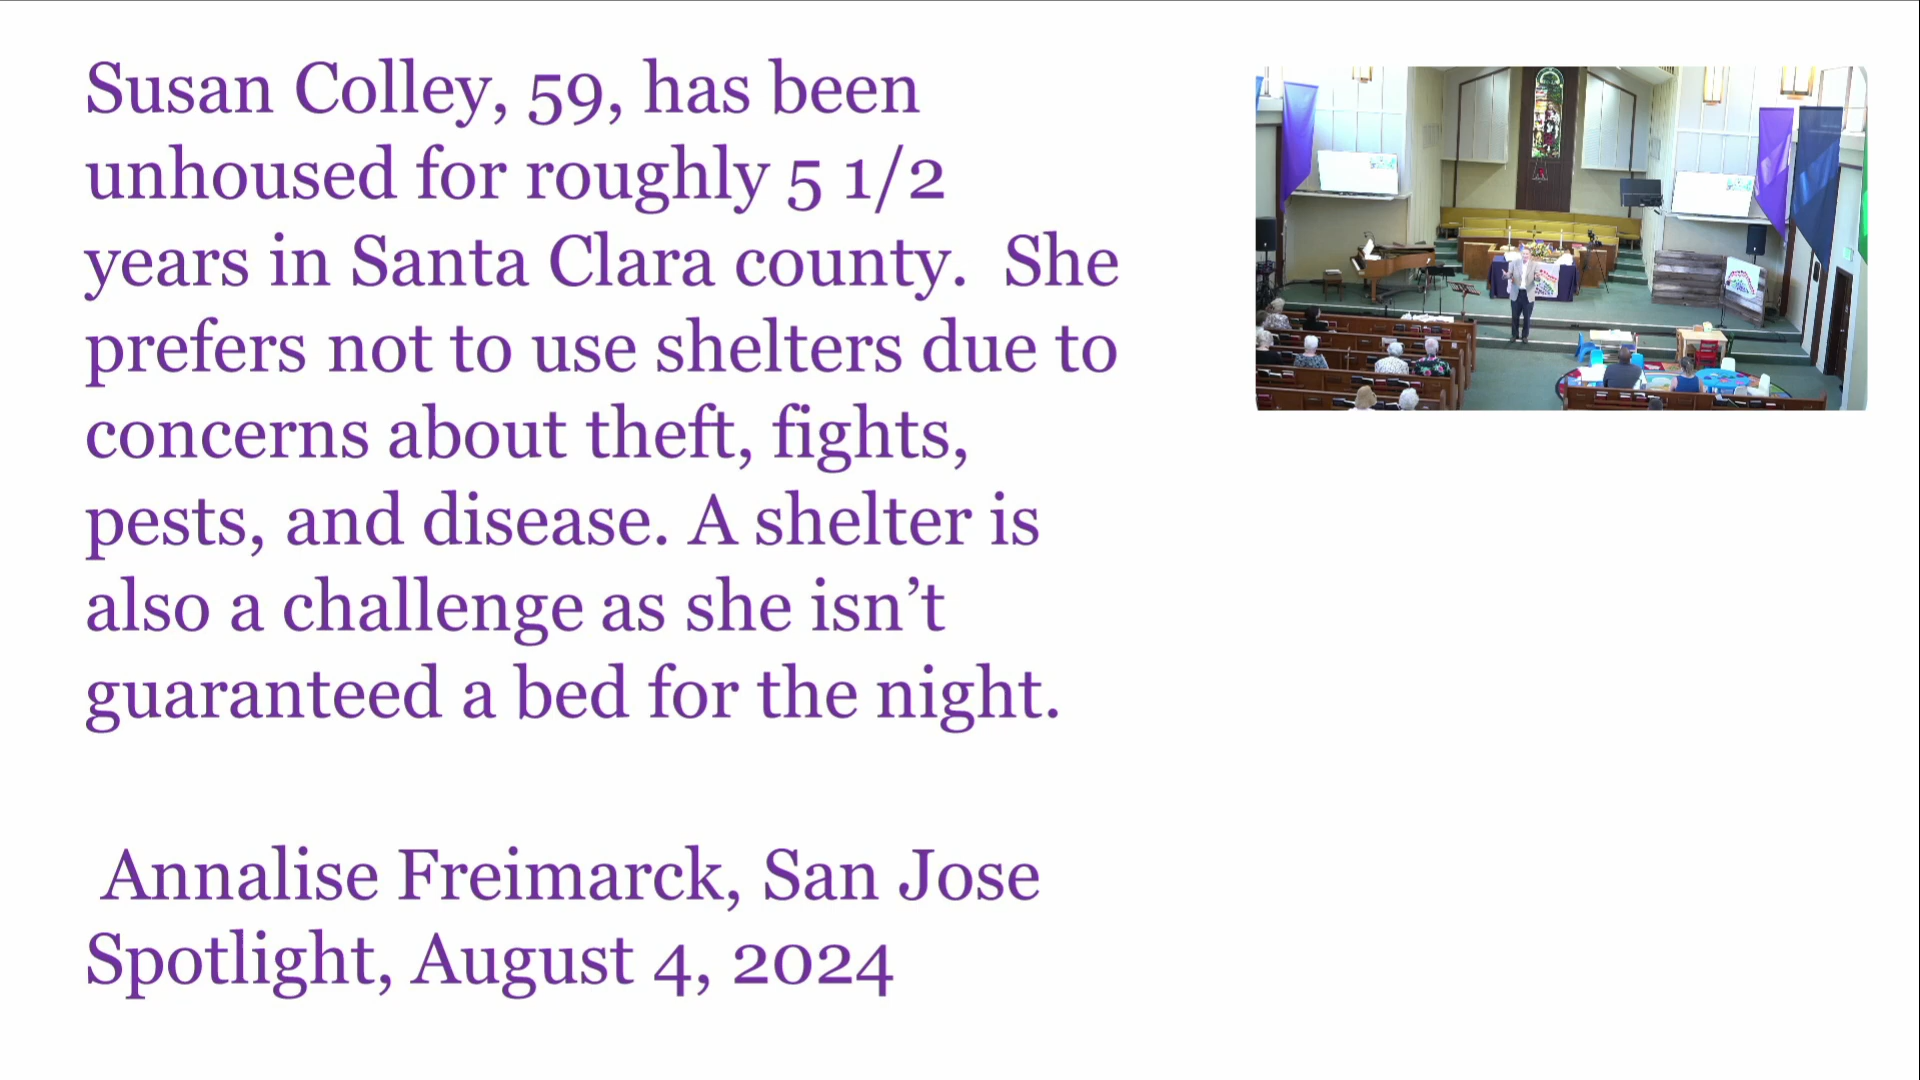 Susan Colley, 59, has been
unhoused for roughly 5 1/2
years in Santa Clara county.  She
prefers not to use shelters due to
concerns about theft, fights,
pests, and disease. A shelter is
also a challenge as she isn’t
guaranteed a bed for the night.
Annalise Freimarck, San Jose
Spotlight, August 4, 2024